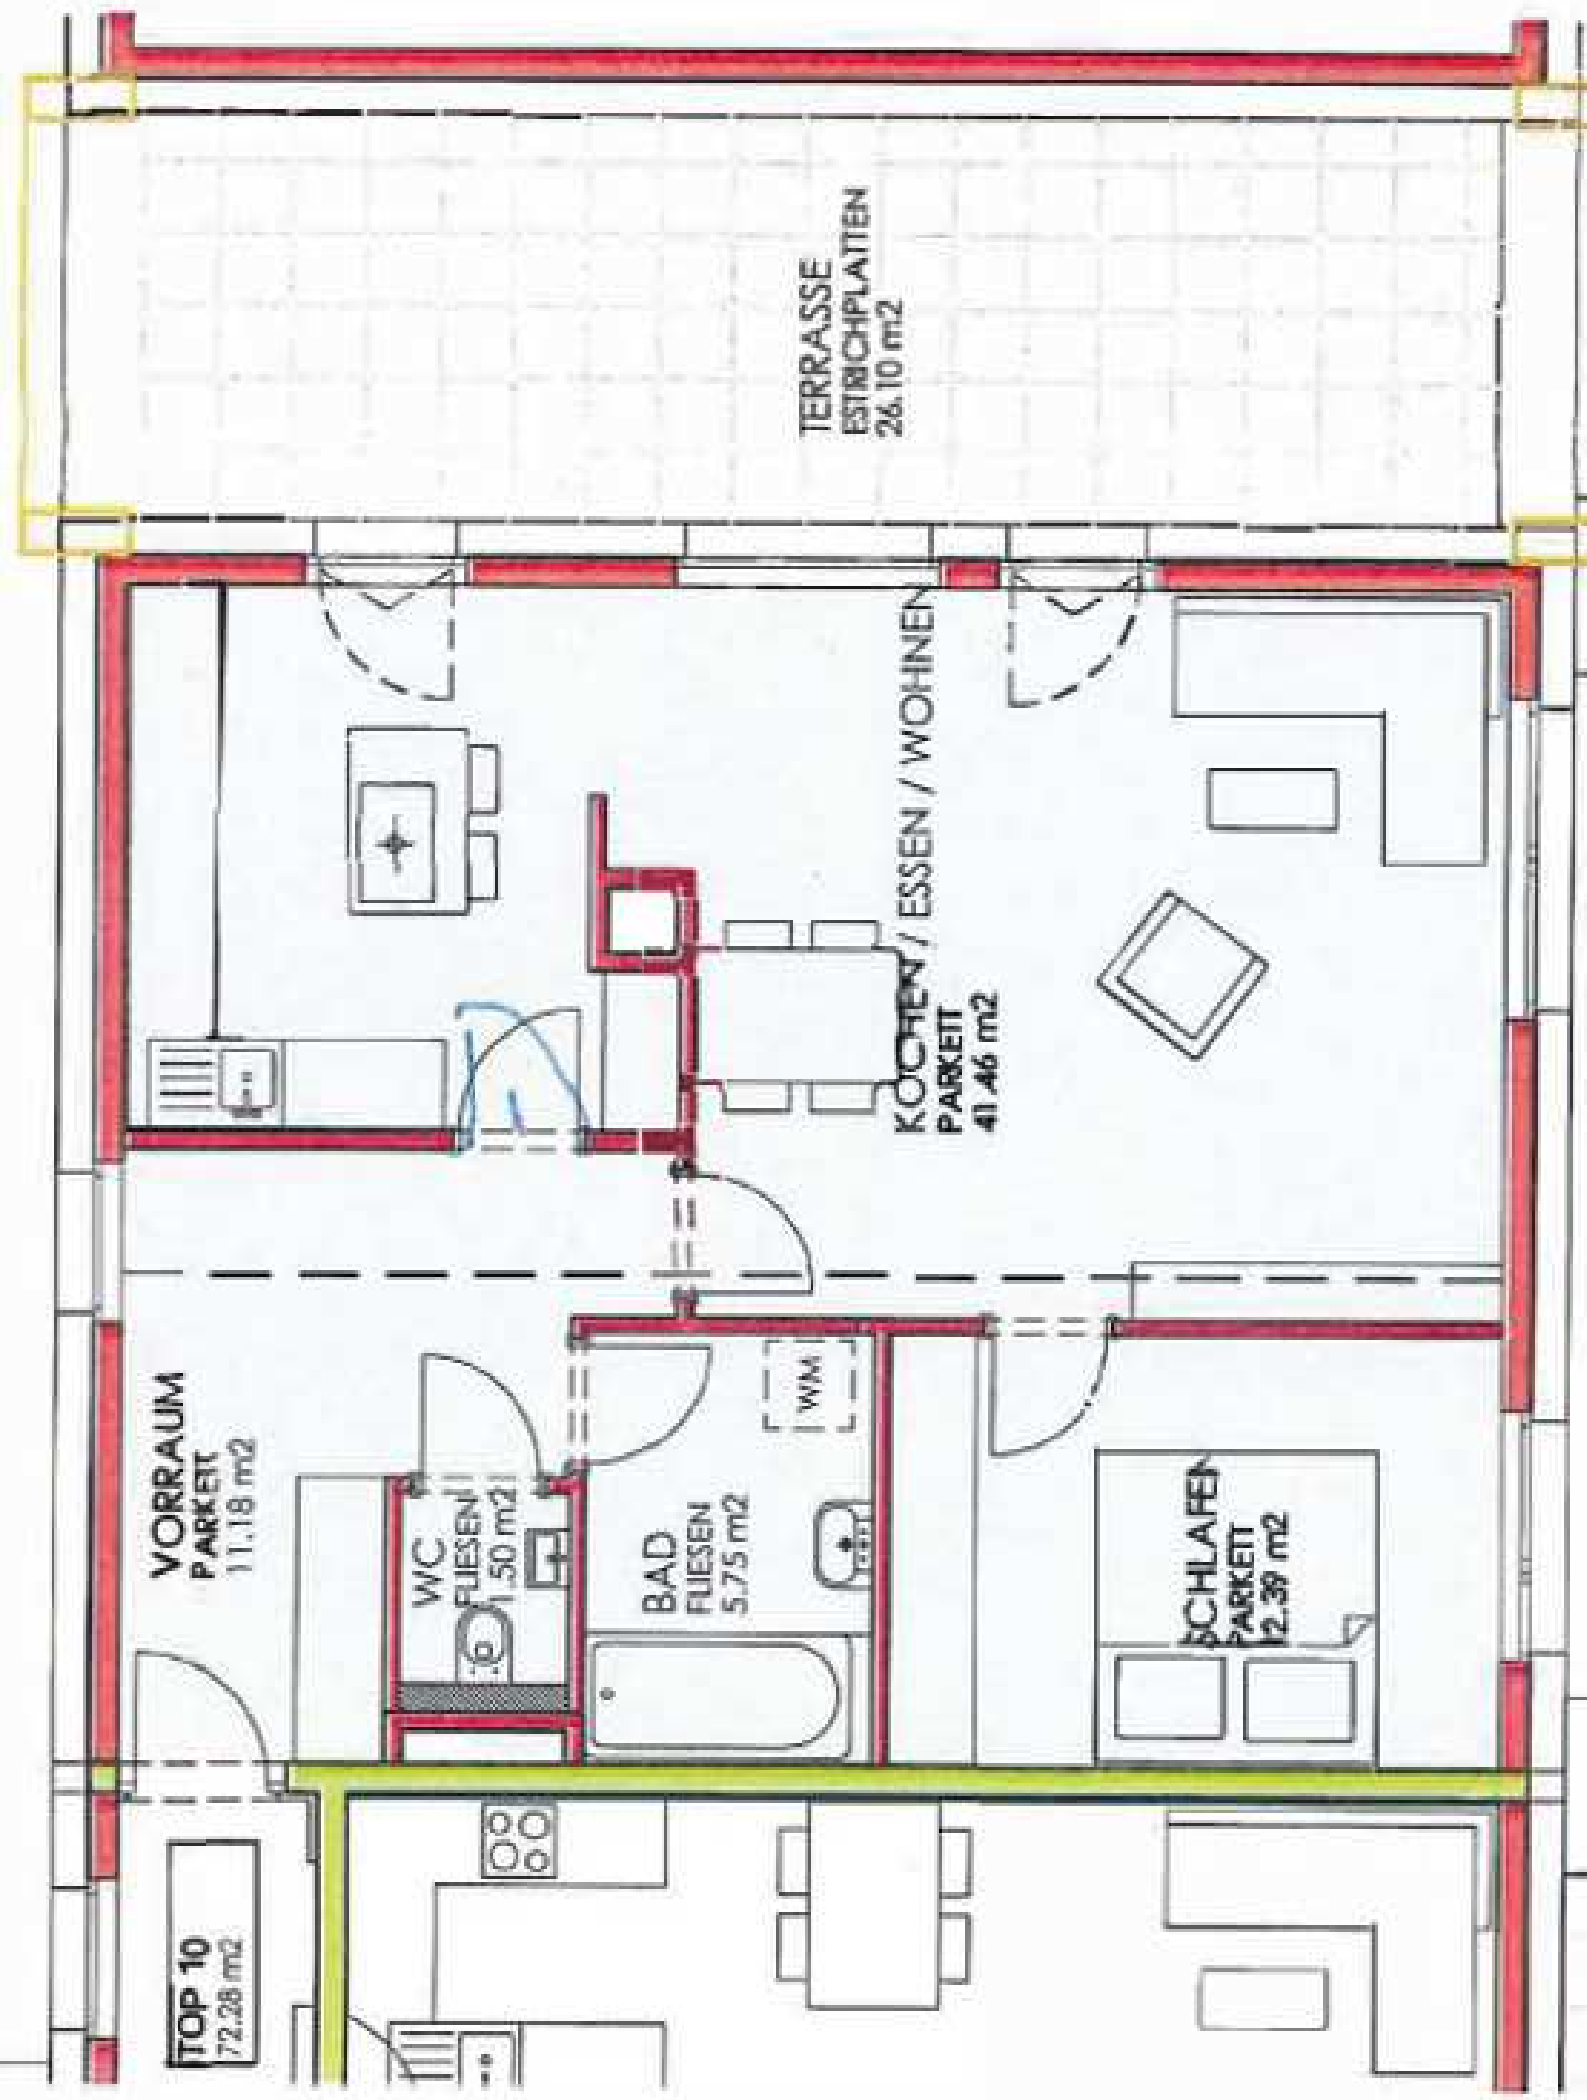 TERRASSE
ESTRICHPLATTEN
26.10 m2
KOCHEN / ESSEN / WOHNEN
PARKETT
41.46 m2
VORRAUM
PARKETT
11.18 m2
WC
FLIESEN
1.50 m2
BAD
FLIESEN
5.75 m2
WM
SCHLAFEN
PARKETT
12.39 m2
TOP 10
72.28 m2